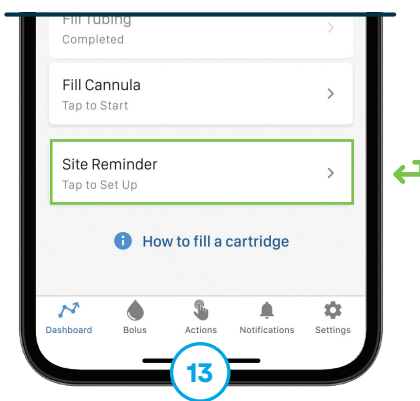 Fill Tubing
Completed
Fill Cannula
Tap to Start
Site Reminder
Tap to Set Up
How to fill a cartridge
Dashboard
Bolus
Actions
Notifications
Settings
13